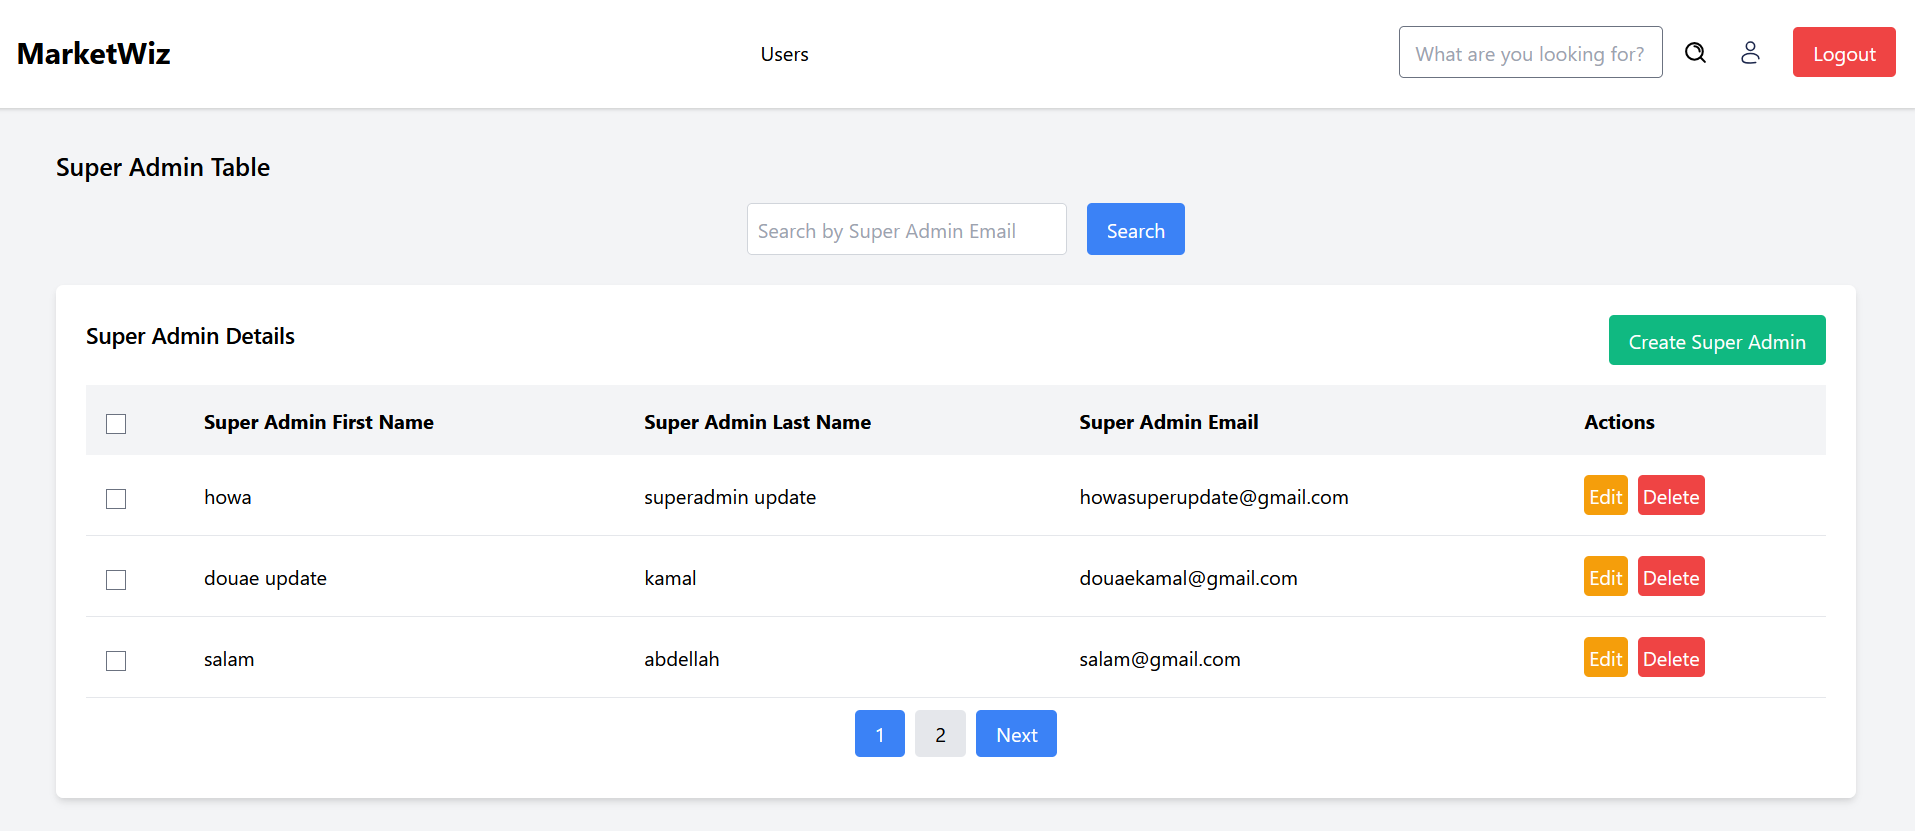 MarketWiz Users What are you looking for? Logout
Super Admin Table
Search by Super Admin Email Search
Super Admin Details Create Super Admin
Super Admin First Name Super Admin Last Name Super Admin Email Actions
howa superadmin update howasuperupdate@gmail.com Edit Delete
douae update kamal douaekamal@gmail.com Edit Delete
salam abdellah salam@gmail.com Edit Delete
1 2 Next